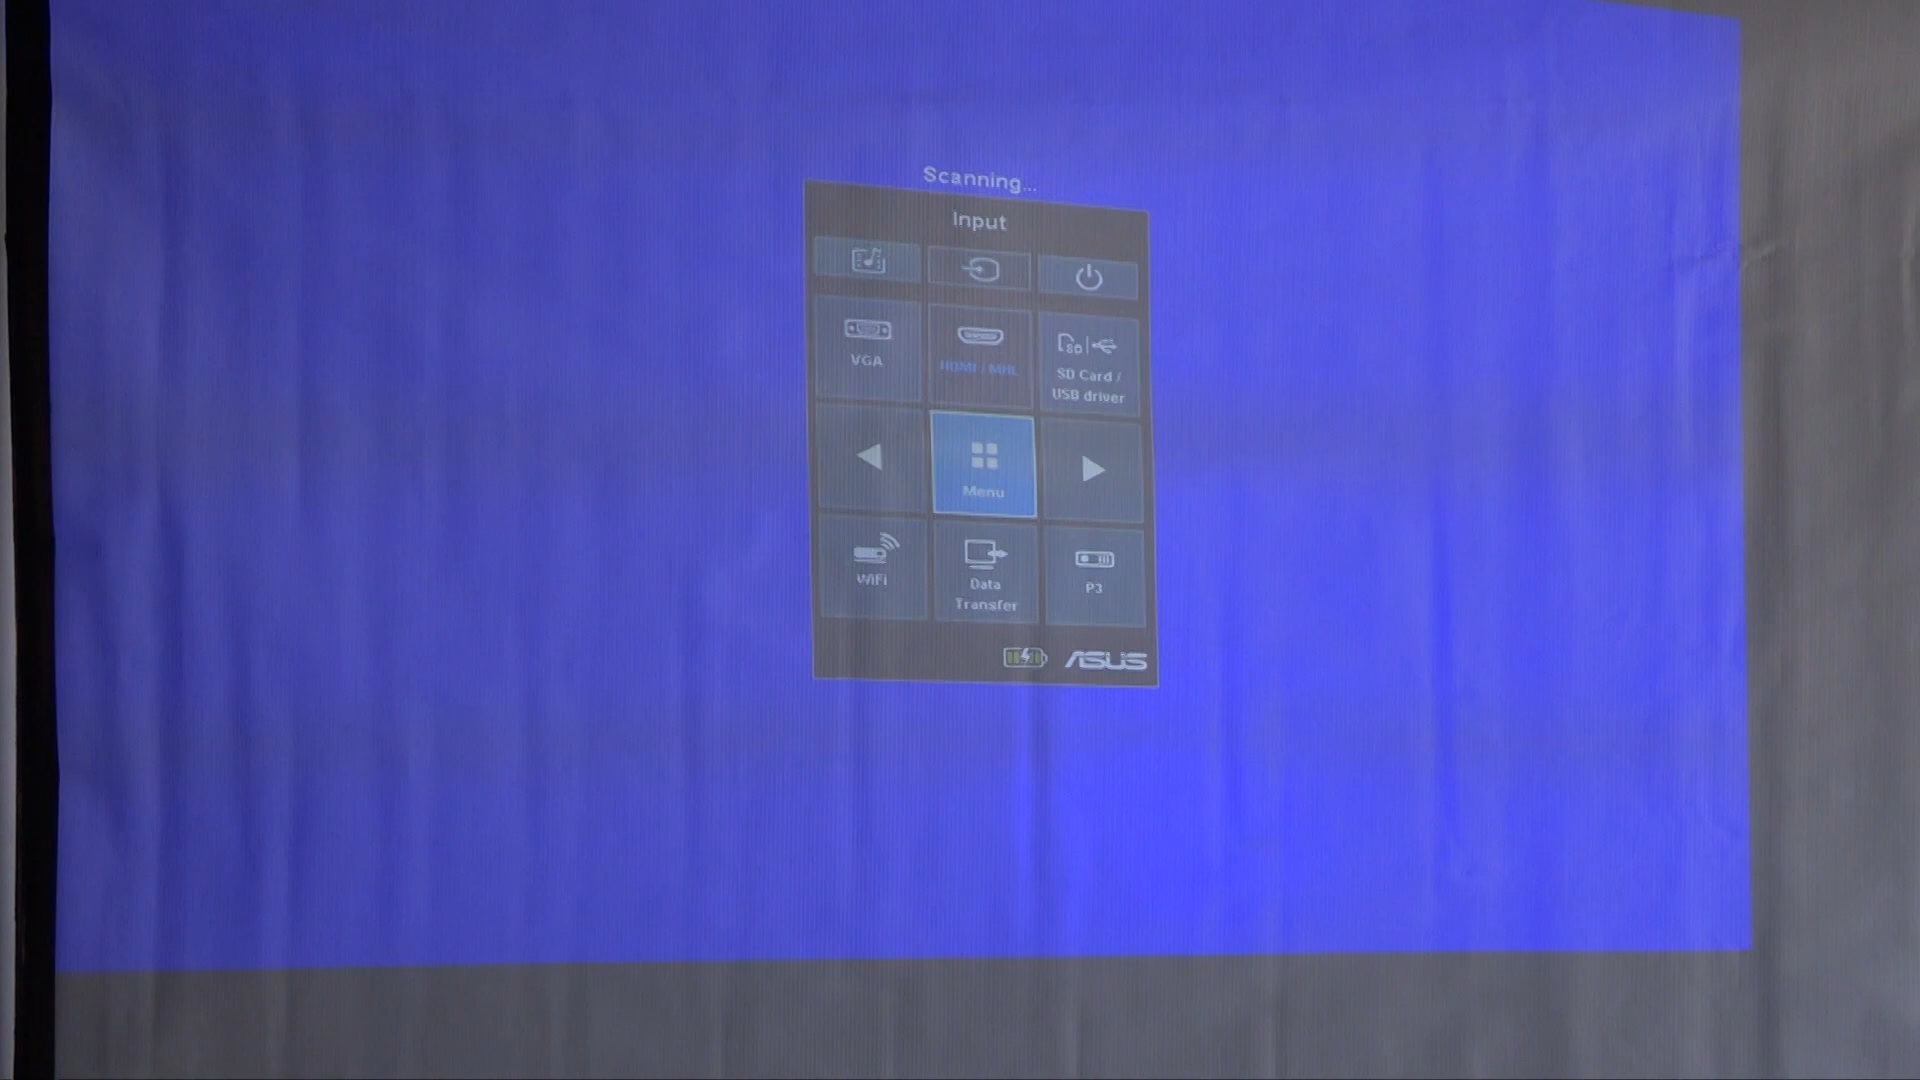 Scanning...
Input
VGA
HDMI / MHL
SD Card /
USB driver
Menu
WiFi
Data
Transfer
P3
ASUS